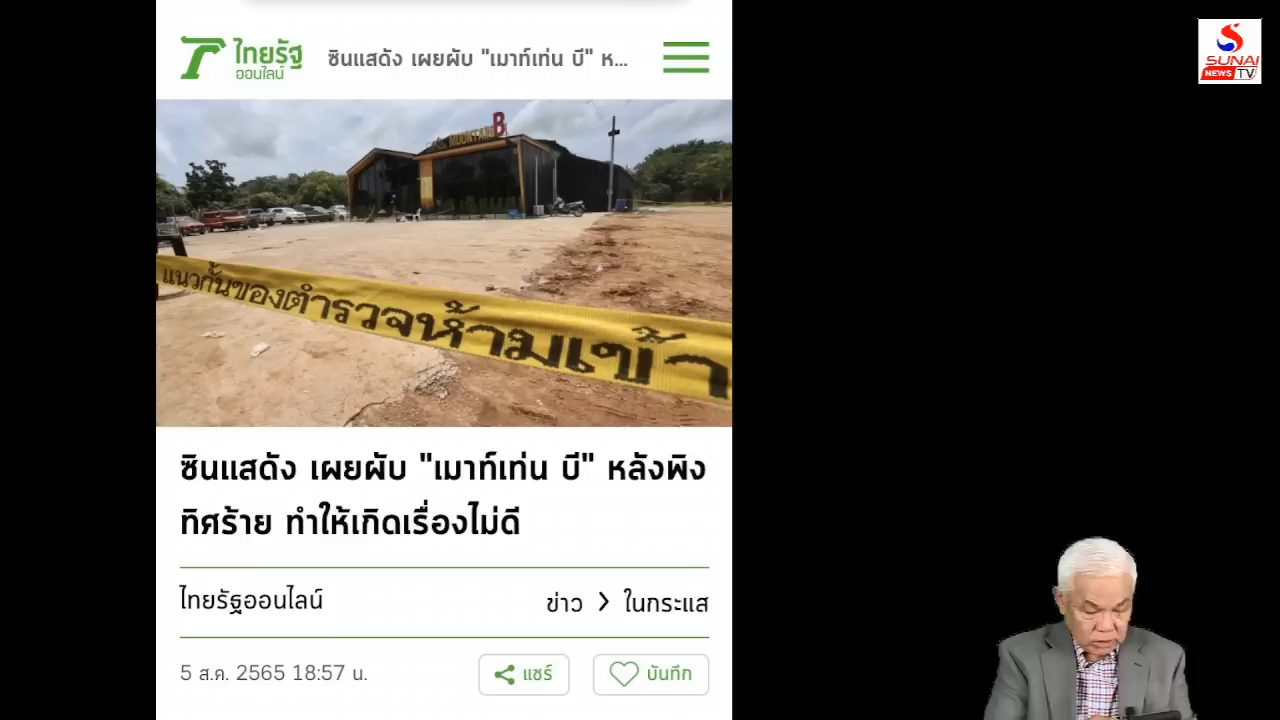 ไทยรัฐ
ออนไลน์
ซินแสดัง เผยผับ "เมาท์เท่น บี" ห...
SUNAI
NEWS TV
MOUNTAIN B
แนวกั้นของตำรวจห้ามเข้า
ซินแสดัง เผยผับ "เมาท์เท่น บี" หลังพิง
ทิศร้าย ทำให้เกิดเรื่องไม่ดี
ไทยรัฐออนไลน์
ข่าว > ในกระแส
5 ส.ค. 2565 18:57 น.
แชร์
บันทึก